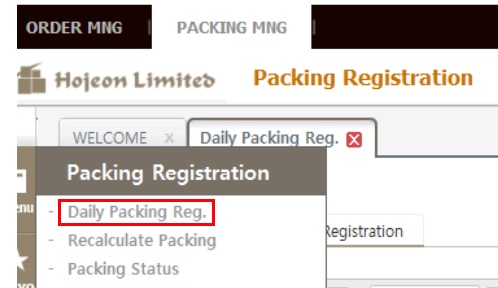 ORDER MNG | PACKING MNG |
Hojeon Limited Packing Registration
WELCOME x Daily Packing Reg.
Packing Registration
- Daily Packing Reg.
Registration
- Recalculate Packing
- Packing Status